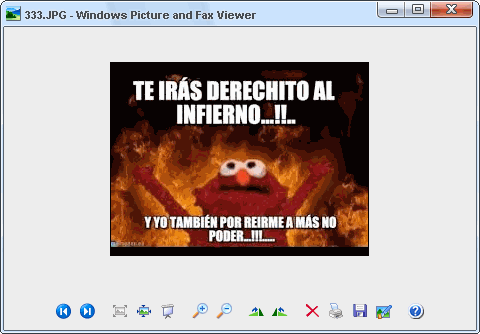 333.JPG - Windows Picture and Fax Viewer
TE IRÁS DERECHITO AL
INFIERNO...!!..
Y YO TAMBIÉN POR REIRME A MÁS NO
PODER...!!!.....